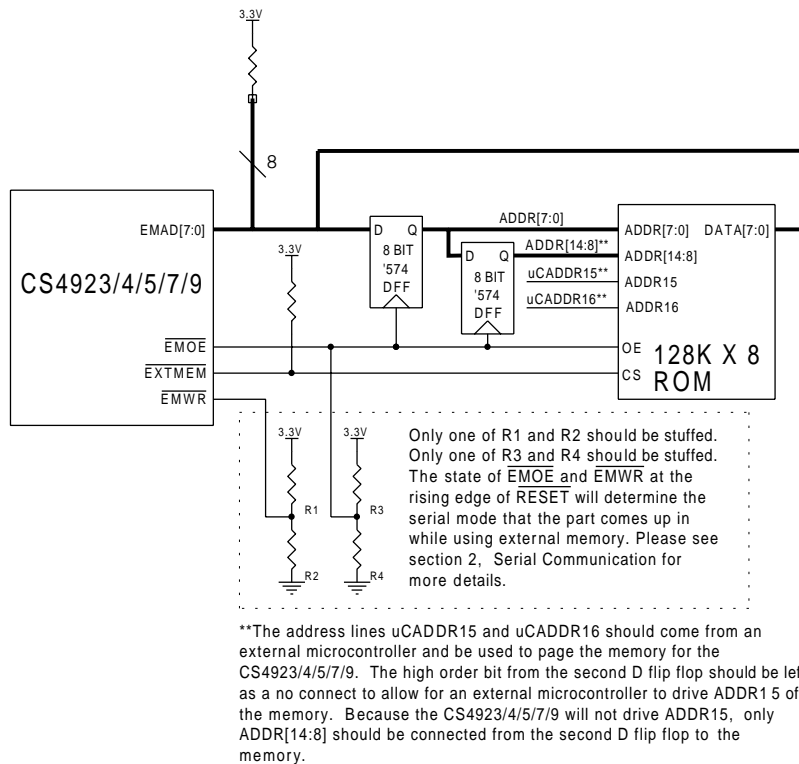 3.3V
8
EMAD[7:0]
CS4923/4/5/7/9
EMOE
EXTMEM
EMWR
3.3V
D Q
8 BIT
'574
DFF
D Q
8 BIT
'574
DFF
ADDR[7:0]
ADDR[14:8]**
uCADDR15**
uCADDR16**
ADDR[7:0] DATA[7:0]
ADDR[14:8]
ADDR15
ADDR16
OE
CS
128K X 8
ROM
3.3V
R1
R2
3.3V
R3
R4
Only one of R1 and R2 should be stuffed.
Only one of R3 and R4 should be stuffed.
The state of EMOE and EMWR at the
rising edge of RESET will determine the
serial mode that the part comes up in
while using external memory. Please see
section 2, Serial Communication for
more details.
**The address lines uCADDR15 and uCADDR16 should come from an
external microcontroller and be used to page the memory for the
CS4923/4/5/7/9. The high order bit from the second D flip flop should be lef
as a no connect to allow for an external microcontroller to drive ADDR1 5 of
the memory. Because the CS4923/4/5/7/9 will not drive ADDR15, only
ADDR[14:8] should be connected from the second D flip flop to the
memory.